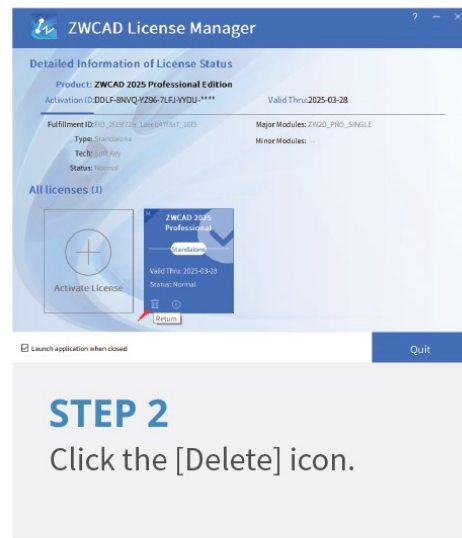 ZWCAD License Manager
? – ×
Detailed Information of License Status
Product: ZWCAD 2025 Professional Edition
Activation ID:DDLF-8NVQ-YZ96-7LFJ-YYDU-****
Valid Thru:2025-03-28
Fulfillment ID:
Major Modules: ZW20_PRO_SINGLE
Type: Standalone
Minor Modules: --
Tech: Soft Key
Status: Normal
All licenses (1)
ZWCAD 2025
Professional
Standalone
Valid Thru: 2025-03-28
Status: Normal
Activate License
Return
Launch application when closed
Quit
STEP 2
Click the [Delete] icon.